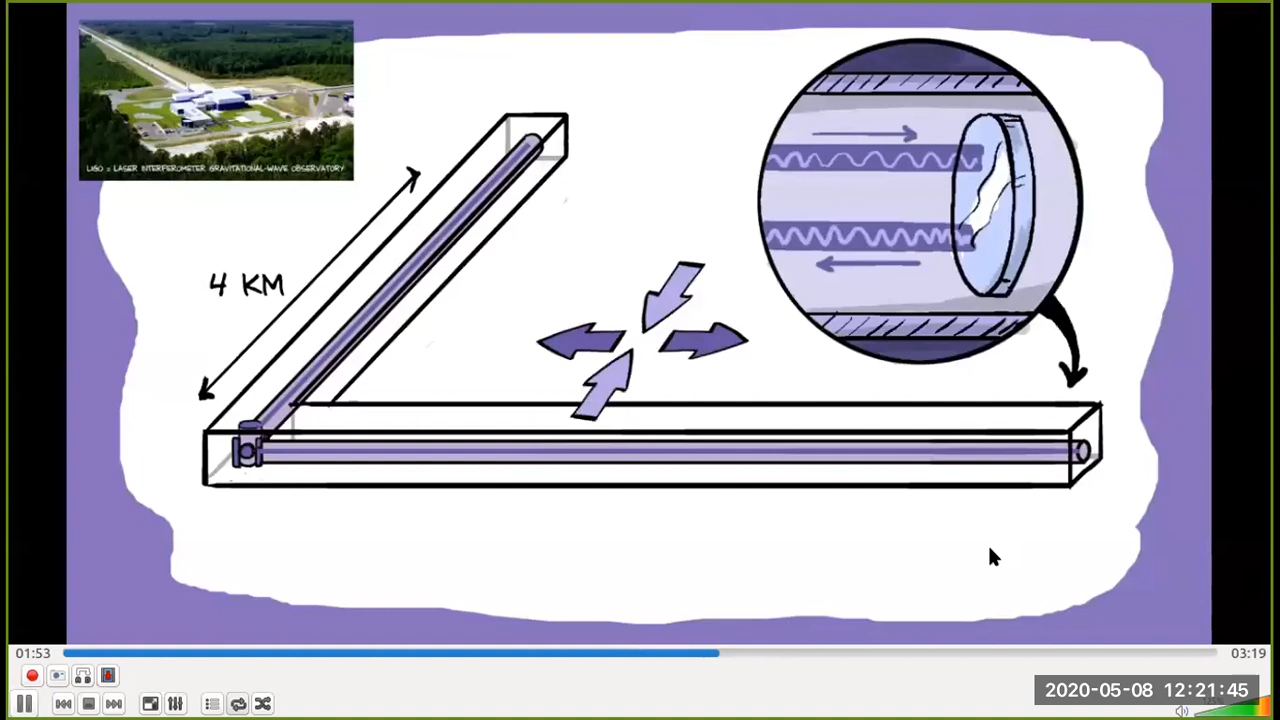 LIGO = LASER INTERFEROMETER GRAVITATIONAL-WAVE OBSERVATORY
4 KM
01:53
03:19
2020-05-08 12:21:45